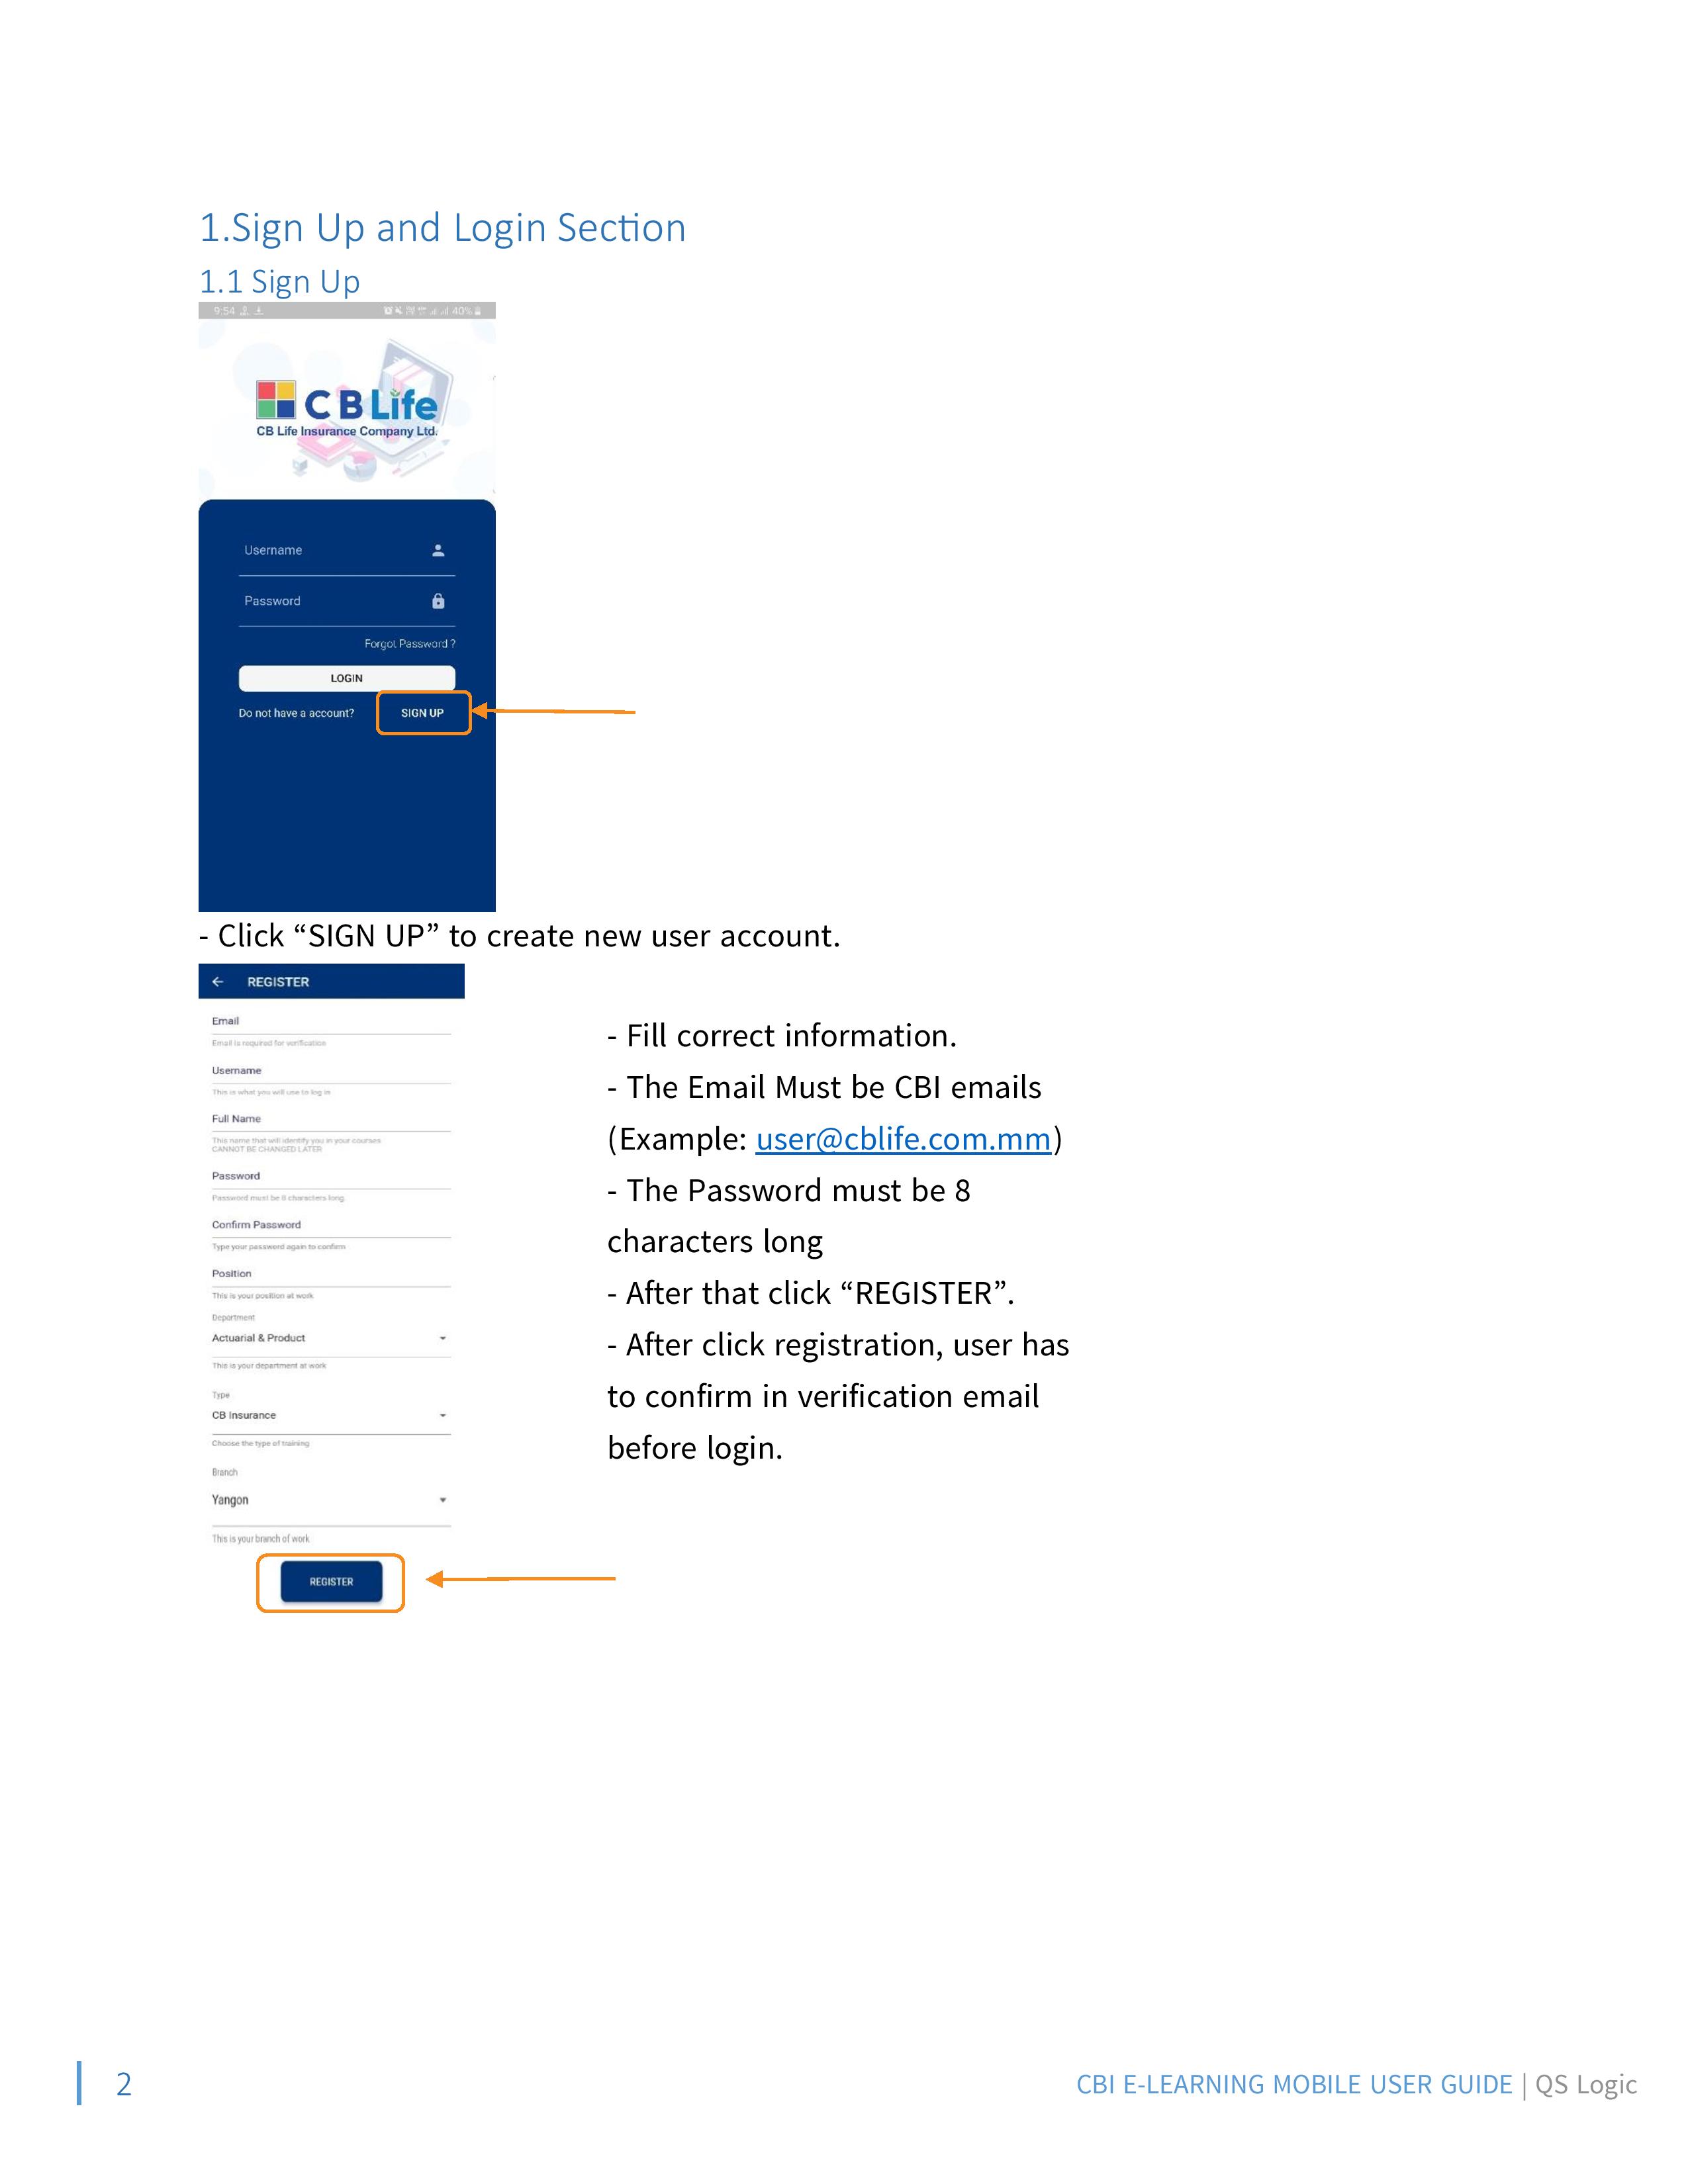 1.Sign Up and Login Section
1.1 Sign Up
9:54 40%
CB Life
CB Life Insurance Company Ltd.
Username
Password
Forgot Password ?
LOGIN
Do not have a account? SIGN UP
- Click “SIGN UP” to create new user account.
REGISTER
Email
Email is required for verification
Username
This is what you will use to log in
Full Name
This name that will identify you in your courses
CANNOT BE CHANGED LATER
Password
Password must be 8 characters long.
Confirm Password
Type your password again to confirm
Position
This is your position at work
Department
Actuarial & Product
This is your department at work
Type
CB Insurance
Choose the type of training
Branch
Yangon
This is your branch of work
REGISTER
- Fill correct information.
- The Email Must be CBI emails
(Example: user@cblife.com.mm)
- The Password must be 8
characters long
- After that click “REGISTER”.
- After click registration, user has
to confirm in verification email
before login.
2
CBI E-LEARNING MOBILE USER GUIDE | QS Logic